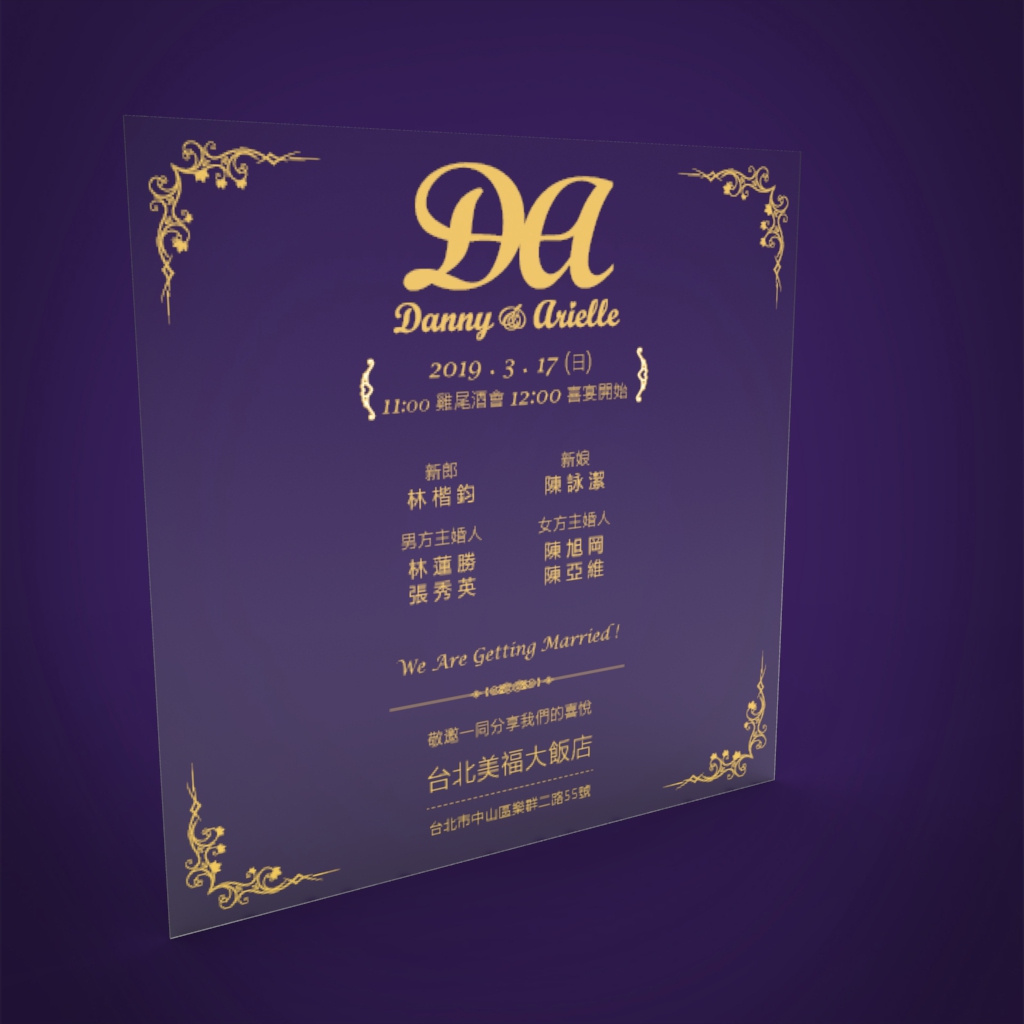 DA
Danny & Arielle
2019 . 3 . 17 (日)
11:00 雞尾酒會 12:00 喜宴開始
新郎
林楷鈞
新娘
陳詠潔
男方主婚人
林蓮勝
張秀英
女方主婚人
陳旭岡
陳亞維
We Are Getting Married!
敬邀一同分享我們的喜悅
台北美福大飯店
台北市中山區樂群二路55號